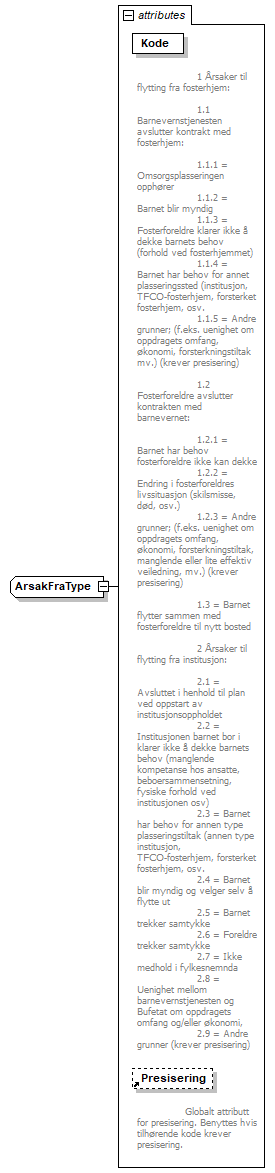 attributes
Kode
1 Årsaker til
flytting fra fosterhjem:
1.1
Barnevernstjenesten
avslutter kontrakt med
fosterhjem:
1.1.1 =
Omsorgsplasseringen
opphører
1.1.2 =
Barnet blir myndig
1.1.3 =
Fosterforeldre klarer ikke å
dekke barnets behov
(forhold ved fosterhjemmet)
1.1.4 =
Barnet har behov for annet
plasseringssted (institusjon,
TFCO-fosterhjem, forsterket
fosterhjem, osv.
1.1.5 = Andre
grunner; (f.eks. uenighet om
oppdragets omfang,
økonomi, forsterkningstiltak
mv.) (krever presisering)
1.2
Fosterforeldre avslutter
kontrakten med
barnevernet:
1.2.1 =
Barnet har behov
fosterforeldre ikke kan dekke
1.2.2 =
Endring i fosterforeldres
livssituasjon (skilsmisse,
død, osv.)
1.2.3 = Andre
grunner; (f.eks. uenighet om
oppdragets omfang,
økonomi, forsterkningstiltak,
manglende eller lite effektiv
veiledning, mv.) (krever
presisering)
ArsakFraType
1.3 = Barnet
flytter sammen med
fosterforeldre til nytt bosted
2 Årsaker til
flytting fra institusjon:
2.1 =
Avsluttet i henhold til plan
ved oppstart av
institusjonsoppholdet
2.2 =
Institusjonen barnet bor i
klarer ikke å dekke barnets
behov (manglende
kompetanse hos ansatte,
beboersammensetning,
fysiske forhold ved
institusjonen osv)
2.3 = Barnet
har behov for annen type
plasseringstiltak (annen type
institusjon,
TFCO-fosterhjem, forsterket
fosterhjem, osv.
2.4 = Barnet
blir myndig og velger selv å
flytte ut
2.5 = Barnet
trekker samtykke
2.6 = Foreldre
trekker samtykke
2.7 = Ikke
medhold i fylkesnemnda
2.8 =
Uenighet mellom
barnevernstjenesten og
Bufetat om oppdragets
omfang og/eller økonomi,
2.9 = Andre
grunner (krever presisering)
Presisering
Globalt attributt
for presisering. Benyttes hvis
tilhørende kode krever
presisering.